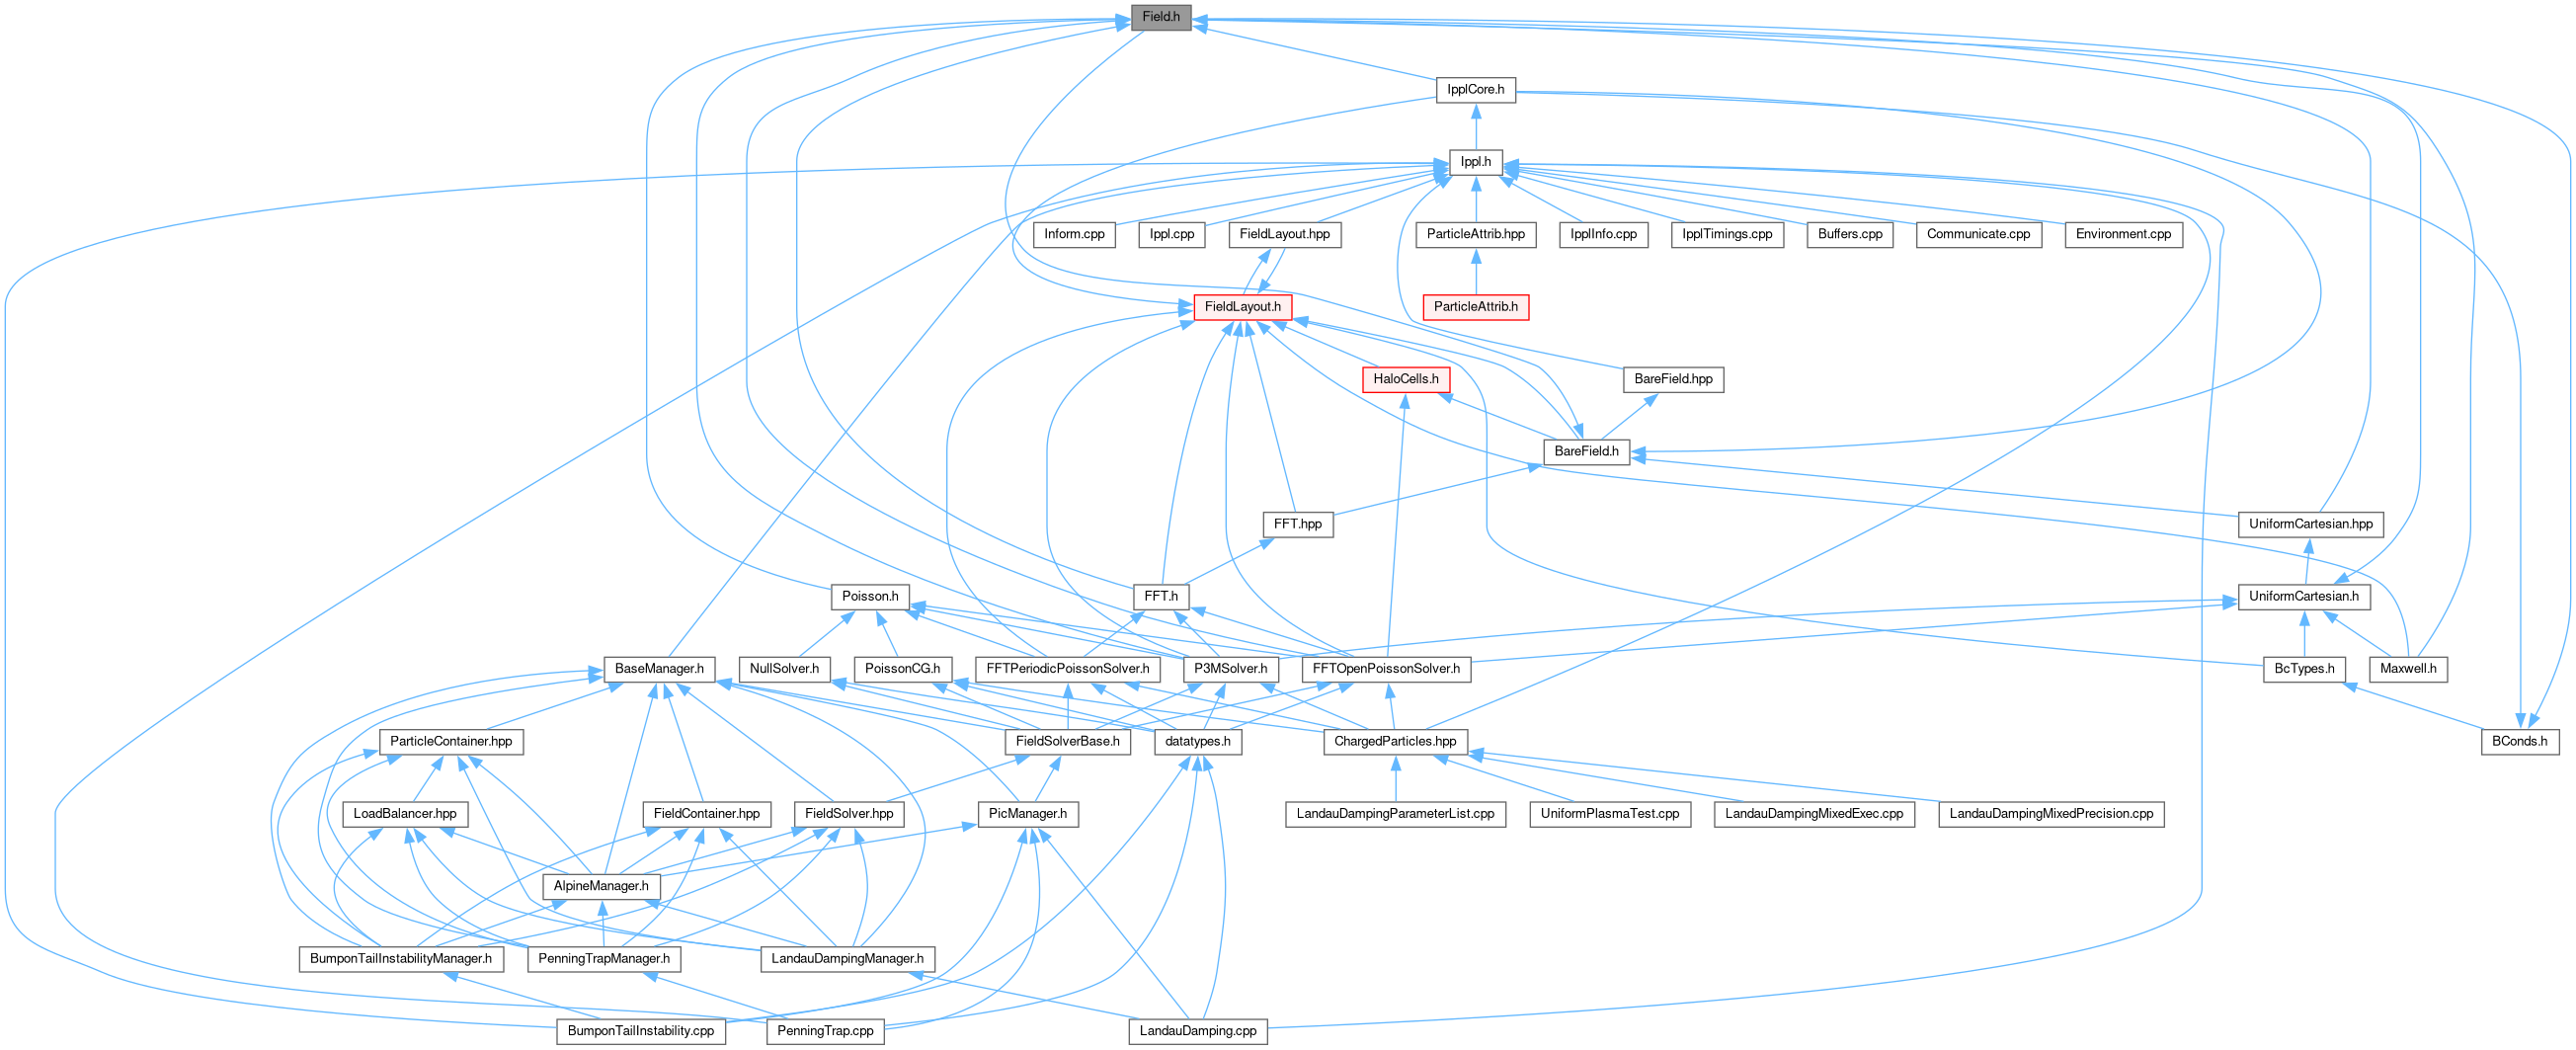 Field.h
IpplCore.h
Ippl.h
Inform.cpp
Ippl.cpp
FieldLayout.hpp
ParticleAttrib.hpp
IpplInfo.cpp
IpplTimings.cpp
Buffers.cpp
Communicate.cpp
Environment.cpp
FieldLayout.h
ParticleAttrib.h
HaloCells.h
BareField.hpp
BareField.h
FFT.hpp
UniformCartesian.hpp
Poisson.h
FFT.h
UniformCartesian.h
BaseManager.h
NullSolver.h
PoissonCG.h
FFTPeriodicPoissonSolver.h
P3MSolver.h
FFTOpenPoissonSolver.h
BcTypes.h
Maxwell.h
ParticleContainer.hpp
FieldSolverBase.h
datatypes.h
ChargedParticles.hpp
BConds.h
LoadBalancer.hpp
FieldContainer.hpp
FieldSolver.hpp
PicManager.h
LandauDampingParameterList.cpp
UniformPlasmaTest.cpp
LandauDampingMixedExec.cpp
LandauDampingMixedPrecision.cpp
AlpineManager.h
BumponTailInstabilityManager.h
PenningTrapManager.h
LandauDampingManager.h
BumponTailInstability.cpp
PenningTrap.cpp
LandauDamping.cpp